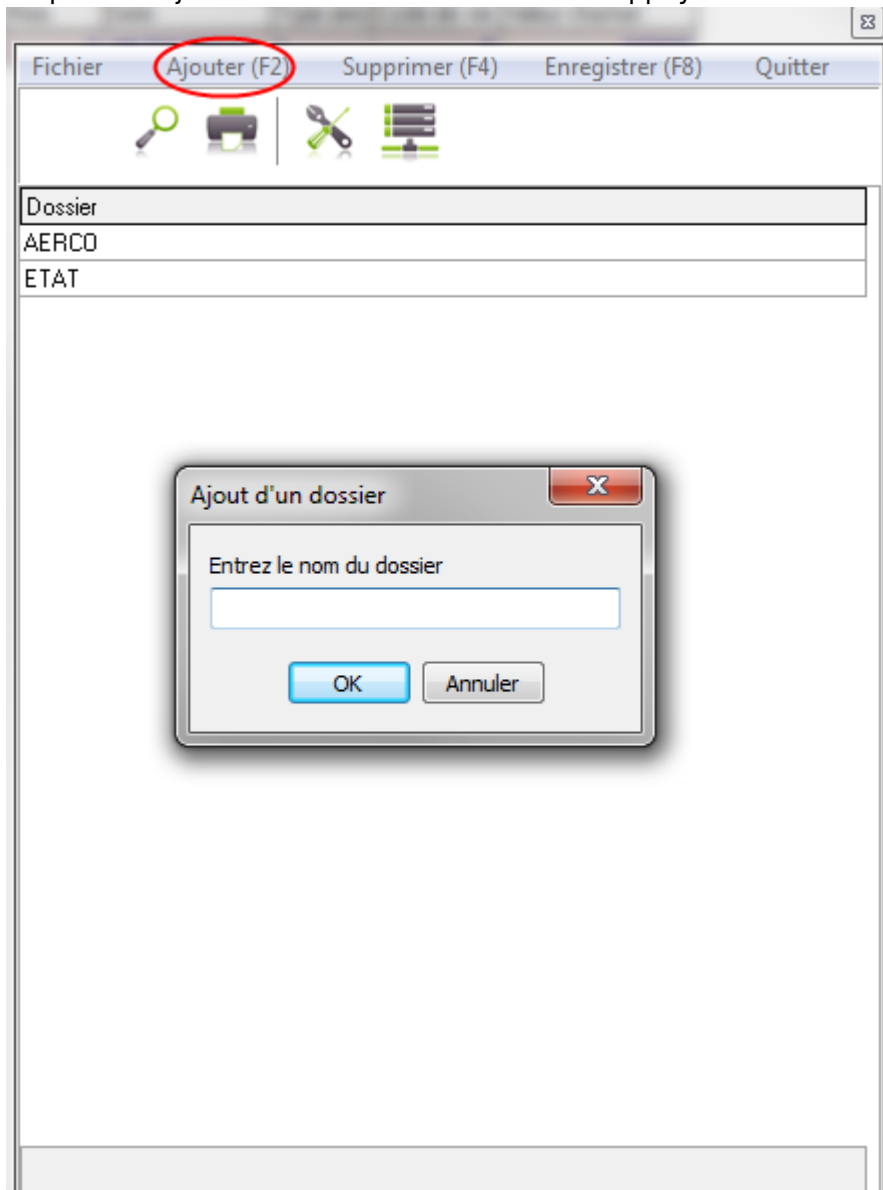 Fichier Ajouter (F2) Supprimer (F4) Enregistrer (F8) Quitter
Dossier
AERCO
ETAT
Ajout d'un dossier
Entrez le nom du dossier
OK Annuler